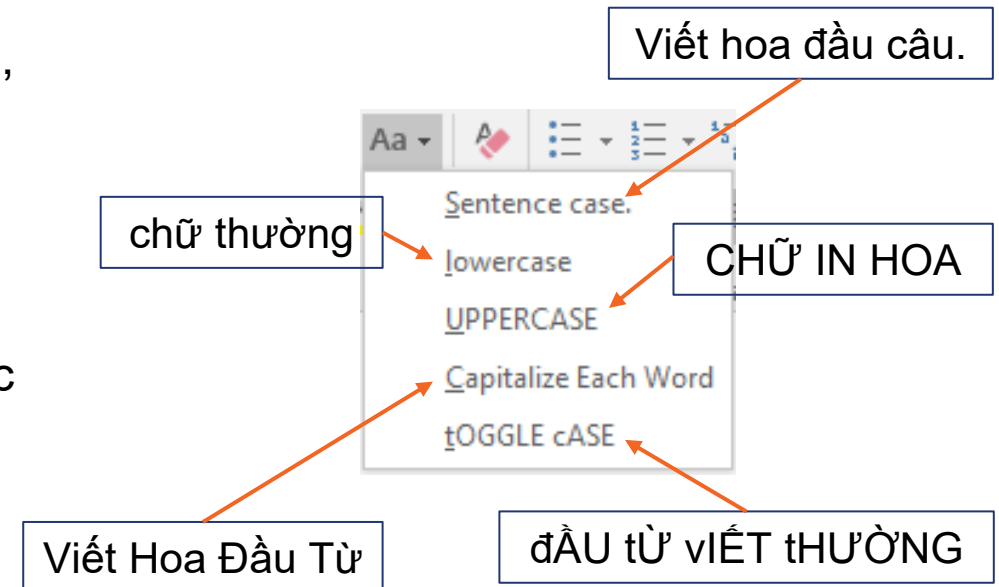 Viết hoa đầu câu.
,
Aa
Sentence case.
chữ thường
lowercase
CHỮ IN HOA
UPPERCASE
c
Capitalize Each Word
tOGGLE cASE
Viết Hoa Đầu Từ
đẦU tỪ vIẾT tHƯỜNG